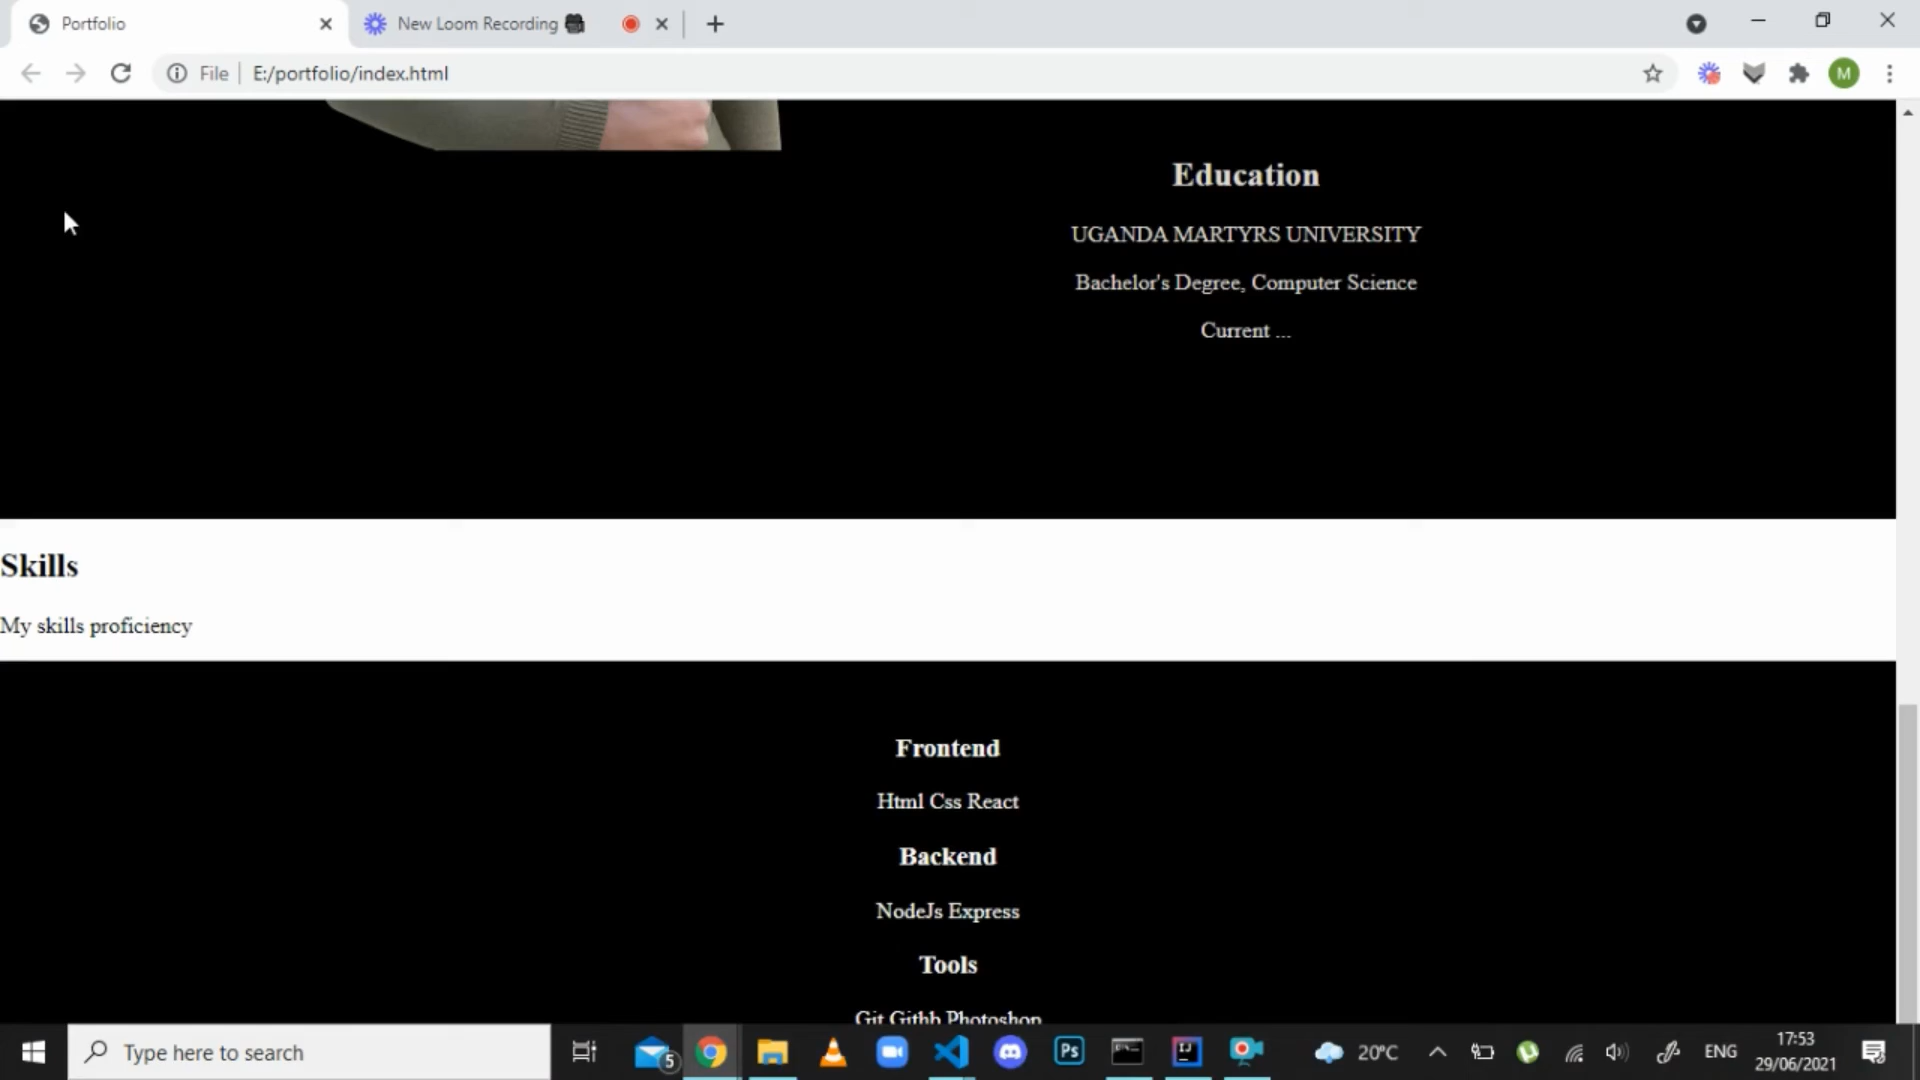 Portfolio
New Loom Recording
File
E:/portfolio/index.html
M
Education
UGANDA MARTYRS UNIVERSITY
Bachelor's Degree, Computer Science
Current ...
Skills
My skills proficiency
Frontend
Html Css React
Backend
NodeJs Express
Tools
Git Githb Photoshop
Type here to search
5
Ps
IJ
20°C
ENG
17:53
29/06/2021